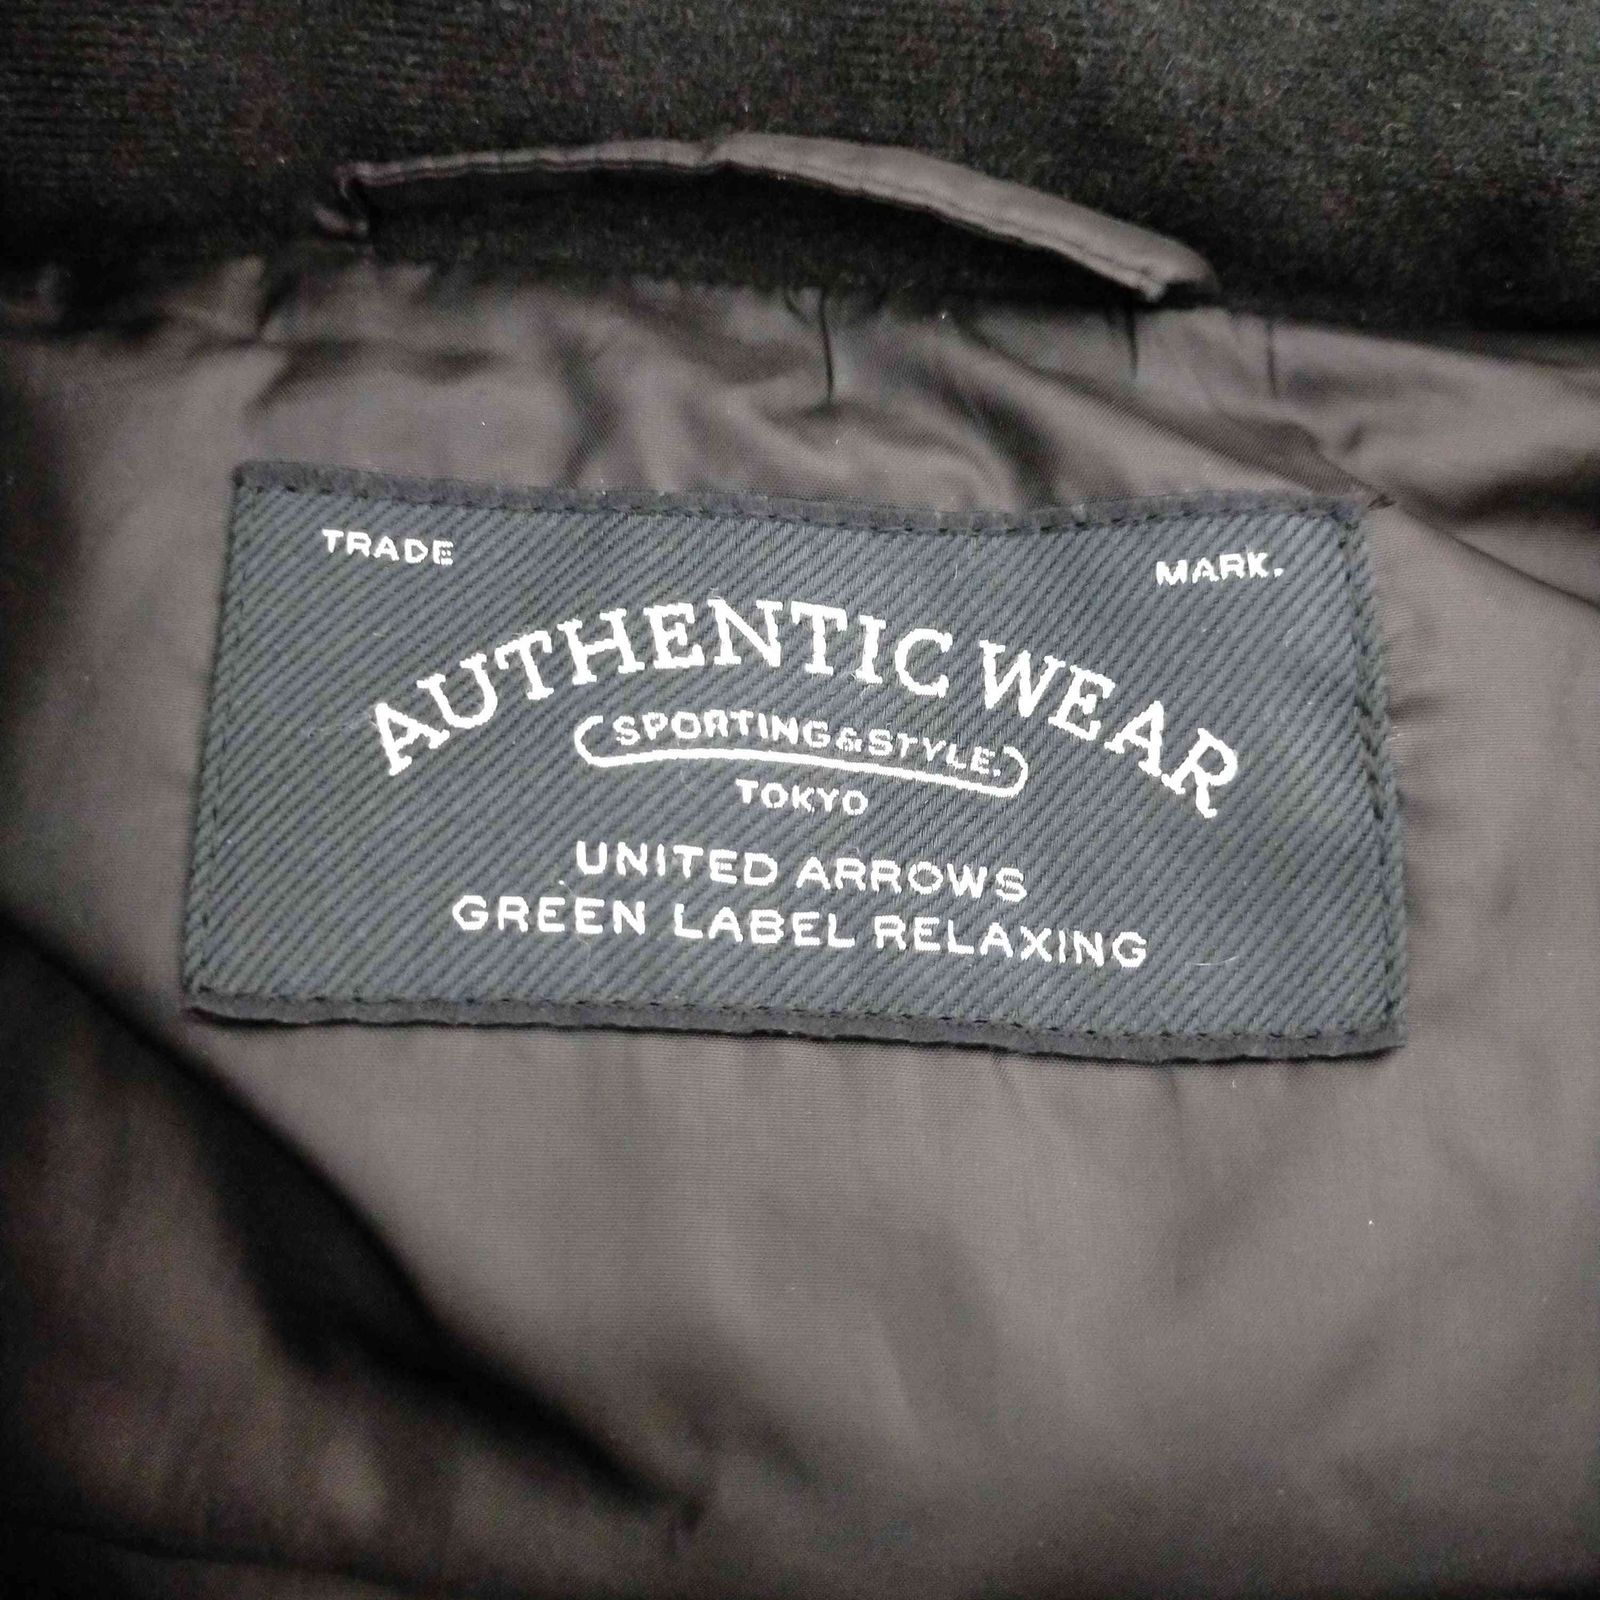 TRADE MARK.
AUTHENTIC WEAR
SPORTING & STYLE.
TOKYO
UNITED ARROWS
GREEN LABEL RELAXING